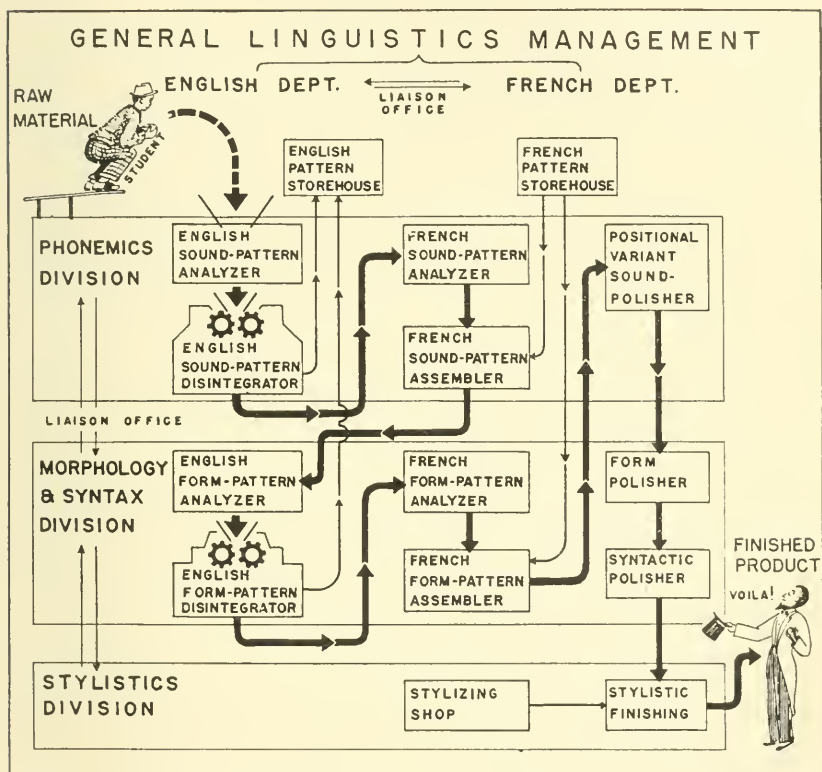 GENERAL LINGUISTICS MANAGEMENT
ENGLISH DEPT.
LIAISON
OFFICE
FRENCH DEPT.
RAW
MATERIAL
STUDENT
ENGLISH
PATTERN
STOREHOUSE
FRENCH
PATTERN
STOREHOUSE
PHONEMICS
DIVISION
ENGLISH
SOUND-PATTERN
ANALYZER
FRENCH
SOUND-PATTERN
ANALYZER
POSITIONAL
VARIANT
SOUND-
POLISHER
ENGLISH
SOUND-PATTERN
DISINTEGRATOR
FRENCH
SOUND-PATTERN
ASSEMBLER
LIAISON OFFICE
MORPHOLOGY
& SYNTAX
DIVISION
ENGLISH
FORM-PATTERN
ANALYZER
FRENCH
FORM-PATTERN
ANALYZER
FORM
POLISHER
ENGLISH
FORM-PATTERN
DISINTEGRATOR
FRENCH
FORM-PATTERN
ASSEMBLER
SYNTACTIC
POLISHER
FINISHED
PRODUCT
VOILA!
STYLISTICS
DIVISION
STYLIZING
SHOP
STYLISTIC
FINISHING